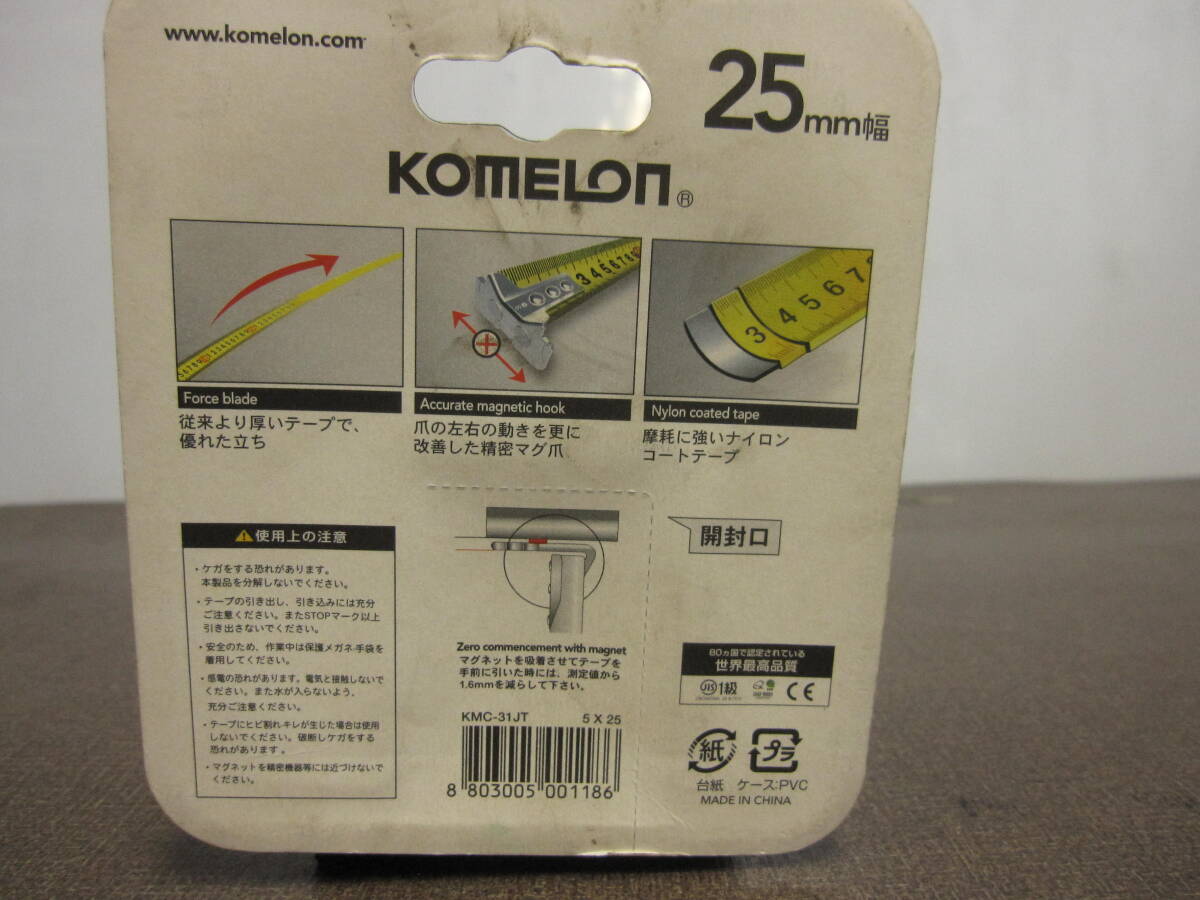 www.komelon.com
25mm幅
KOMELON®
Force blade
従来より厚いテープで、
優れた立ち
Accurate magnetic hook
爪の左右の動きを更に
改善した精密マグ爪
Nylon coated tape
摩耗に強いナイロン
コートテープ
⚠使用上の注意
・ケガをする恐れがあります。
本製品を分解しないでください。
・テープの引き出し、引き込みには充分
ご注意ください。またSTOPマーク以上
引き出さないでください。
・安全のため、作業中は保護メガネ・手袋を
着用してください。
・感電の恐れがあります。電気と接触しないで
ください。また水が入らないよう、
充分ご注意ください。
・テープにヒビ割れ・キレが生じた場合は使用
しないでください。破断しケガをする
恐れがあります。
・マグネットを精密機器等には近づけないで
ください。
開封口
Zero commencement with magnet
マグネットを吸着させてテープを
手前に引いた時には、測定値から
1.6mmを減らして下さい。
KMC-31JT 5 X 25
8 803005 001186
60ヵ国で認定されている
世界最高品質
JIS 1級 CE
紙 プラ
台紙 ケース:PVC
MADE IN CHINA